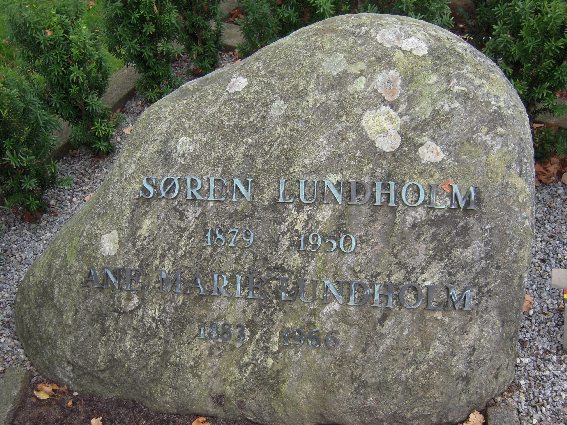 SØREN LUNDHOLM
1879 1950
ANE MARIE LUNDHOLM
1883 1966